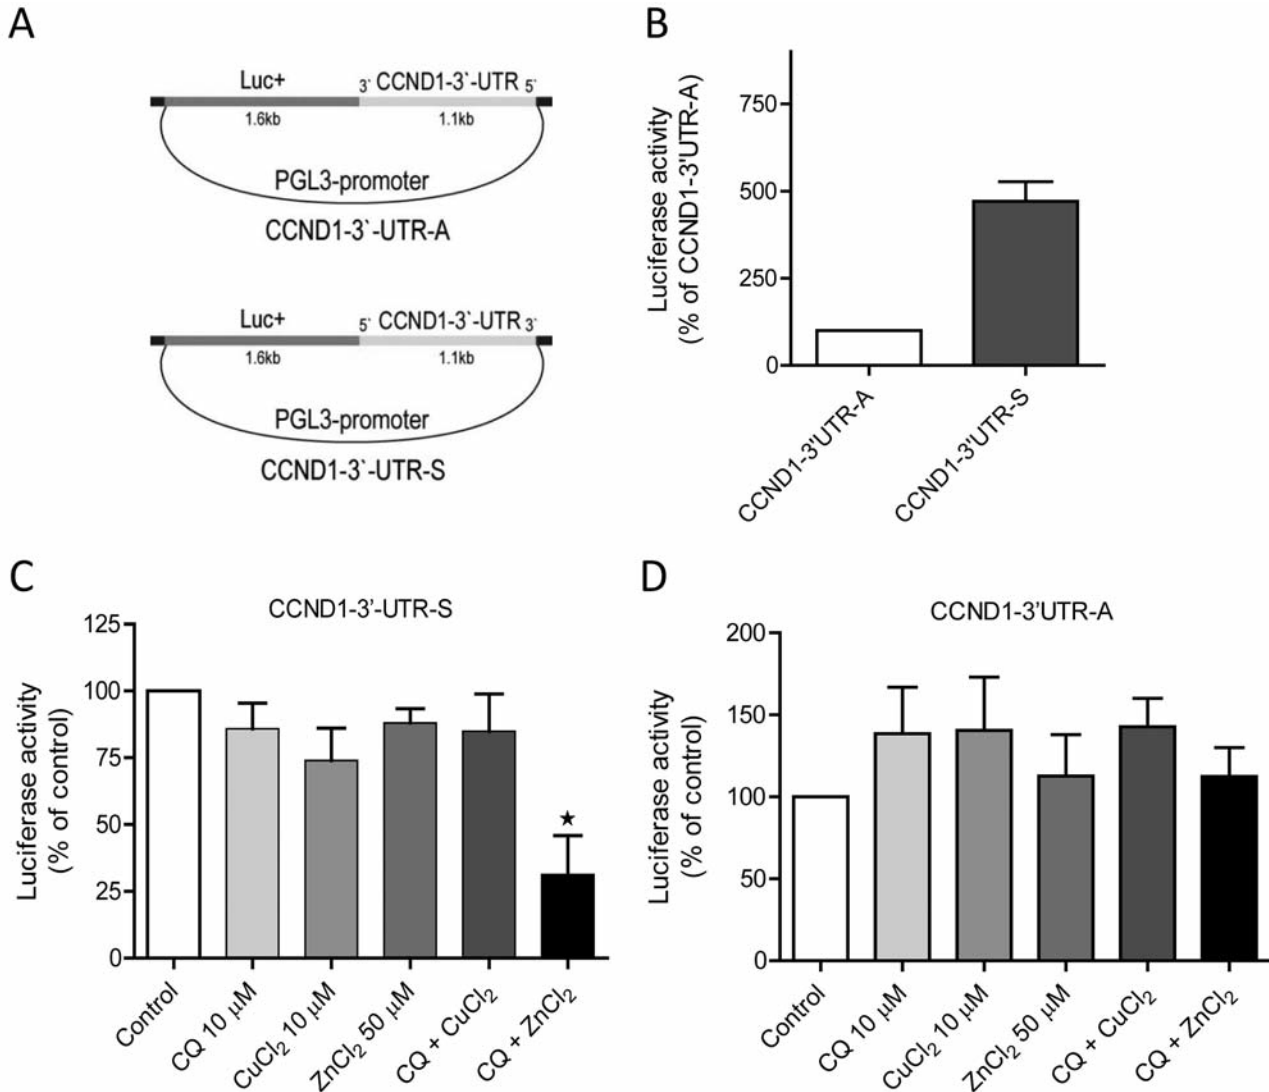 A
Luc+
3` CCND1-3`-UTR 5`
1.6kb
1.1kb
PGL3-promoter
CCND1-3`-UTR-A
Luc+
5` CCND1-3`-UTR 3`
1.6kb
1.1kb
PGL3-promoter
CCND1-3`-UTR-S
B
Luciferase activity
(% of CCND1-3'UTR-A)
750
500
250
0
CCND1-3'UTR-A
CCND1-3'UTR-S
C
CCND1-3'-UTR-S
Luciferase activity
(% of control)
125
100
75
50
25
0
★
Control
CQ 10 μM
CuCl₂ 10 μM
ZnCl₂ 50 μM
CQ + CuCl₂
CQ + ZnCl₂
D
CCND1-3'UTR-A
Luciferase activity
(% of control)
200
150
100
50
0
Control
CQ 10 μM
CuCl₂ 10 μM
ZnCl₂ 50 μM
CQ + CuCl₂
CQ + ZnCl₂